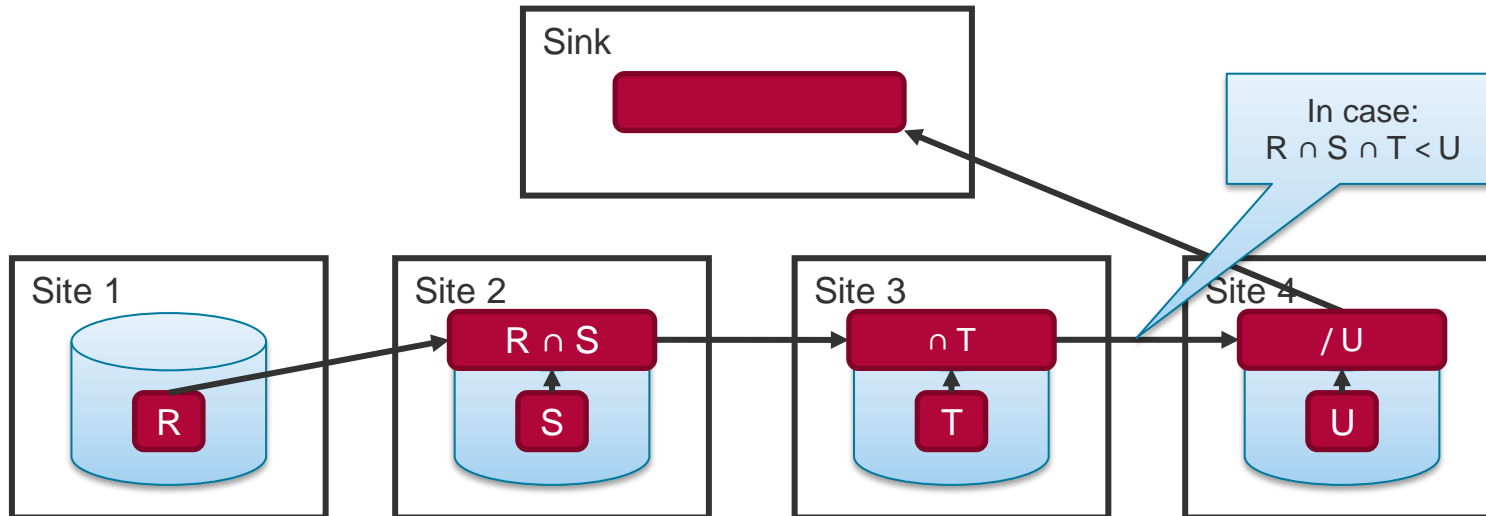 Sink
In case:
R ∩ S ∩ T < U
Site 1
Site 2
Site 3
Site 4
R ∩ S
∩ T
/ U
R
S
T
U